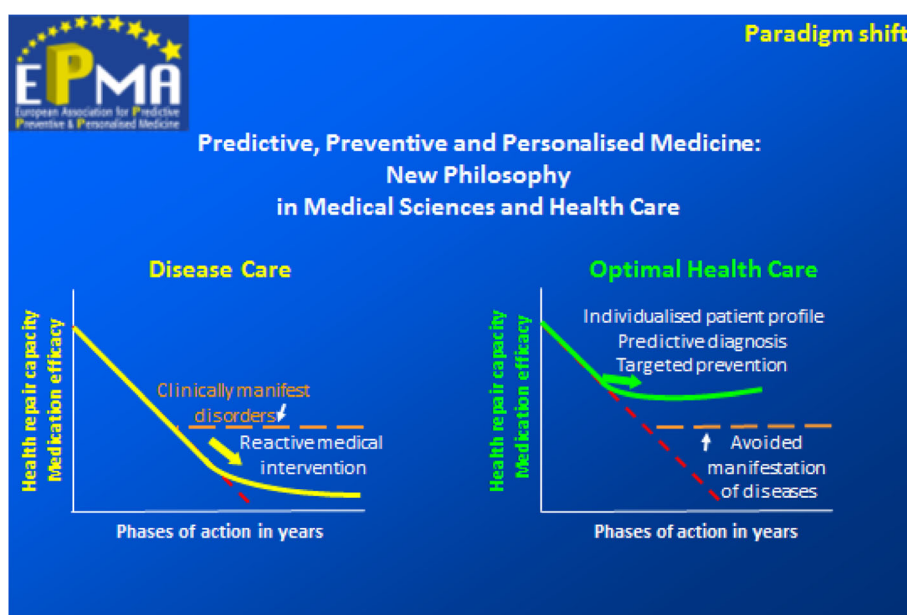 EPMA
European Association for Predictive
Preventive & Personalised Medicine
Paradigm shift
Predictive, Preventive and Personalised Medicine:
New Philosophy
in Medical Sciences and Health Care
Disease Care
Health repair capacity
Medication efficacy
Clinically manifest
disorders
Reactive medical
intervention
Phases of action in years
Optimal Health Care
Health repair capacity
Medication efficacy
Individualised patient profile
Predictive diagnosis
Targeted prevention
Avoided
manifestation
of diseases
Phases of action in years